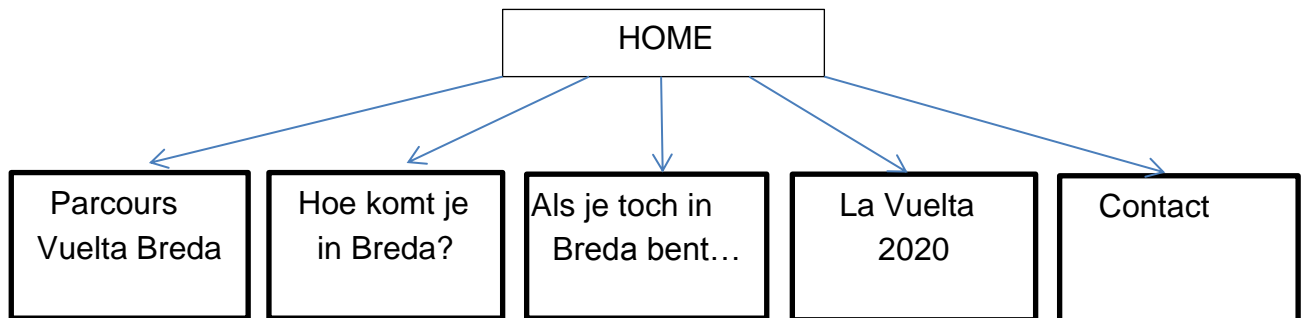 HOME
Parcours
Vuelta Breda
Hoe komt je
in Breda?
Als je toch in
Breda bent…
La Vuelta
2020
Contact